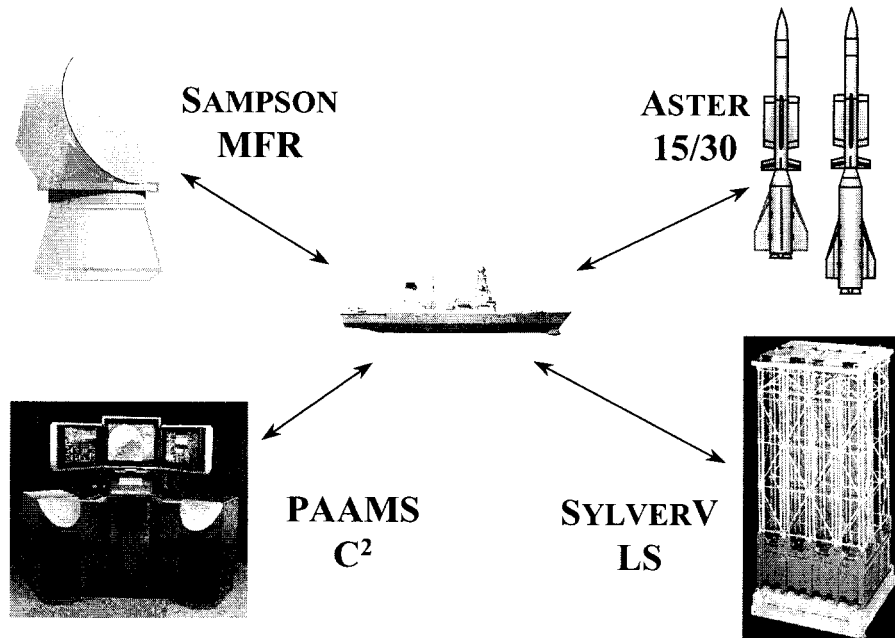 SAMPSON
MFR
ASTER
15/30
PAAMS
C²
SYLVERV
LS